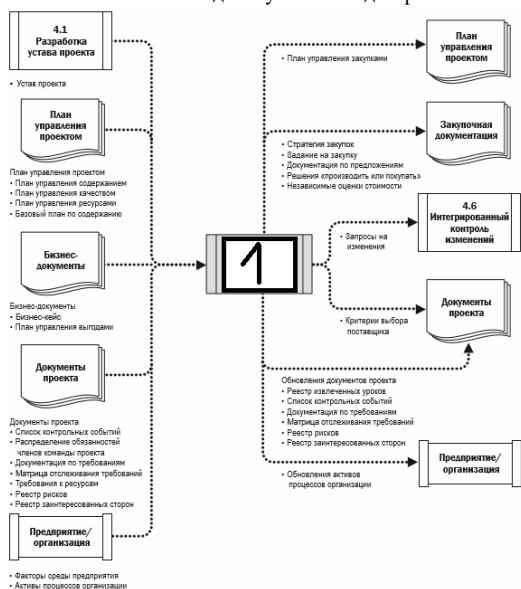 4.1
Разработка
устава проекта
• Устав проекта
План
управления
проектом
План управления проектом
• План управления содержанием
• План управления качеством
• План управления ресурсами
• Базовый план по содержанию
Бизнес-
документы
Бизнес-документы
• Бизнес-кейс
• План управления выгодами
Документы
проекта
Документы проекта
• Список контрольных событий
• Распределение обязанностей
членов команды проекта
• Документация по требованиям
• Матрица отслеживания требований
• Требования к ресурсам
• Реестр рисков
• Реестр заинтересованных сторон
Предприятие/
организация
• Факторы среды предприятия
• Активы процессов организации
1
• План управления закупками
План
управления
проектом
• Стратегия закупок
• Задание на закупку
• Документация по предложениям
• Решения «производить или покупать»
• Независимые оценки стоимости
Закупочная
документация
• Запросы на
изменения
4.6
Интегрированный
контроль
изменений
• Критерии выбора
поставщика
Документы
проекта
Обновления документов проекта
• Реестр извлеченных уроков
• Список контрольных событий
• Документация по требованиям
• Матрица отслеживания требований
• Реестр рисков
• Реестр заинтересованных сторон
• Обновления активов
процессов организации
Предприятие/
организация